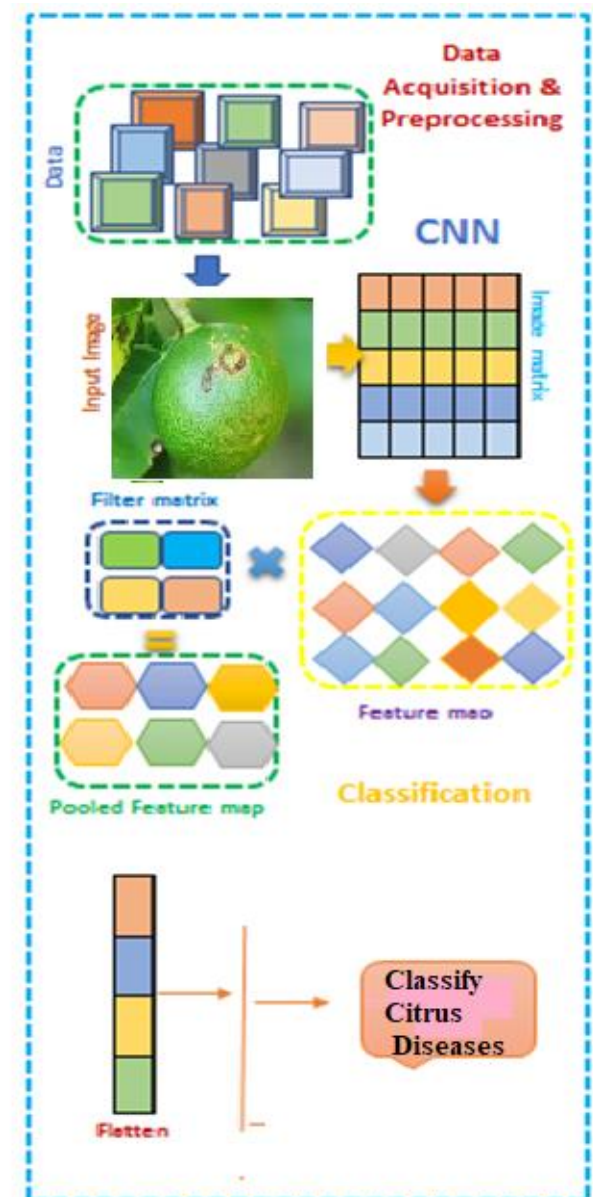 Data
Acquisition &
Preprocessing
Data
CNN
Input Image
Image matrix
Filter matrix
Feature map
Pooled Feature map
Classification
Classify
Citrus
Diseases
Flatten